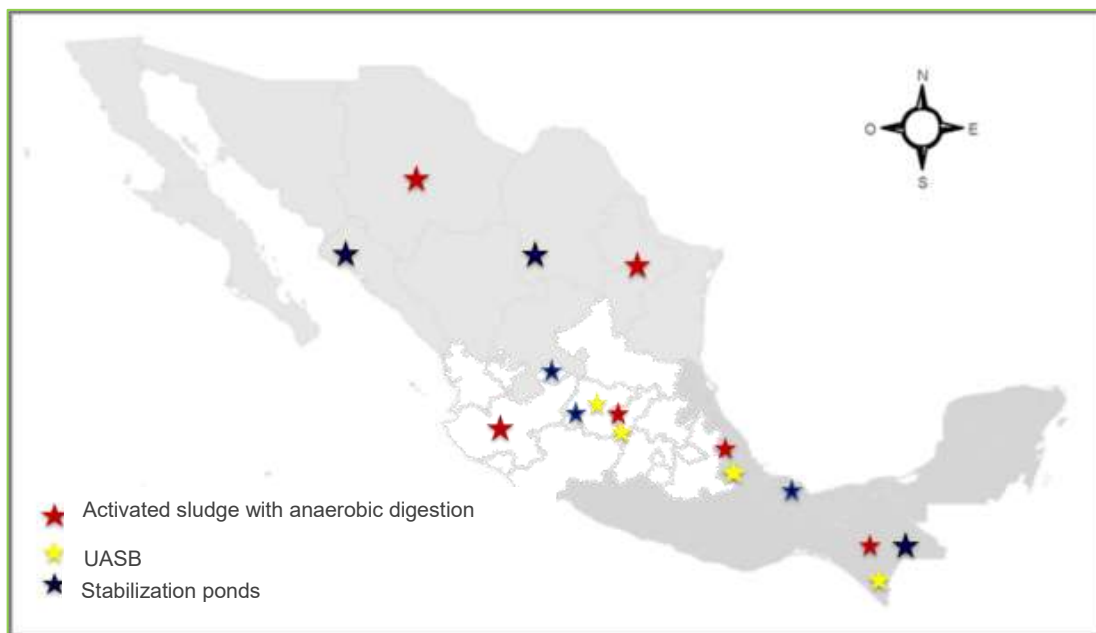 N
O E
S
Activated sludge with anaerobic digestion
UASB
Stabilization ponds